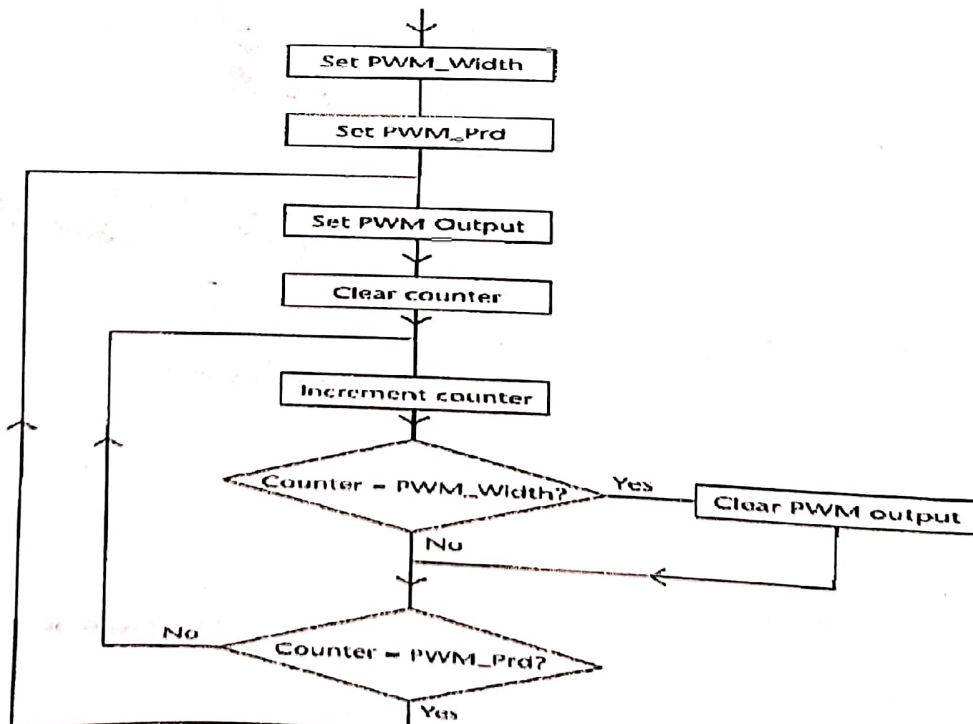 Set PWM_Width
Set PWM_Prd
Set PWM Output
Clear counter
Increment counter
Counter = PWM_Width?
Yes
Clear PWM output
No
No
Counter = PWM_Prd?
Yes